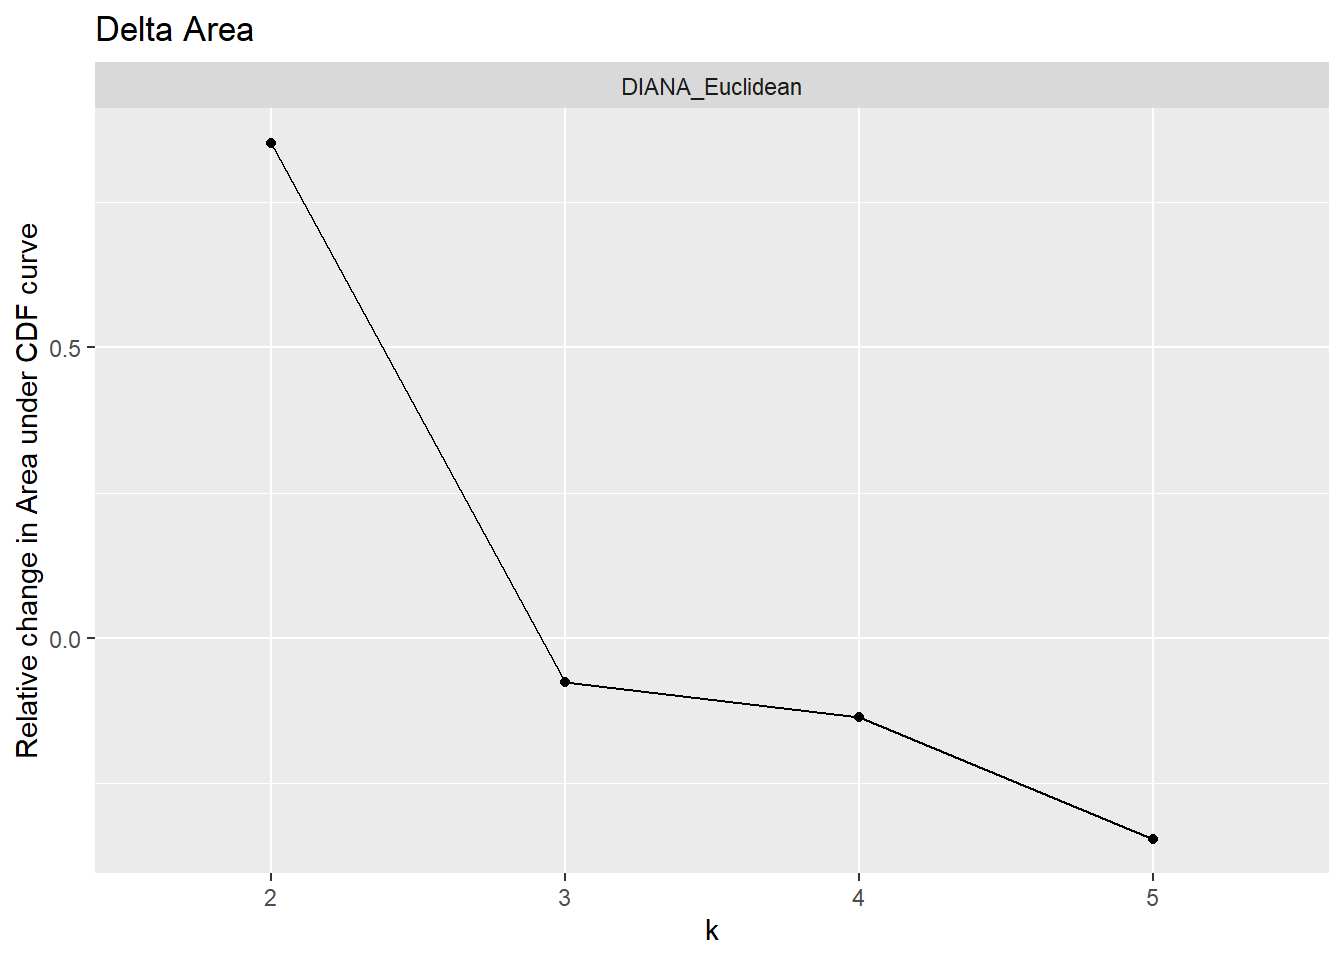 Delta Area
DIANA_Euclidean
Relative change in Area under CDF curve
0.5
0.0
2 3 4 5
k